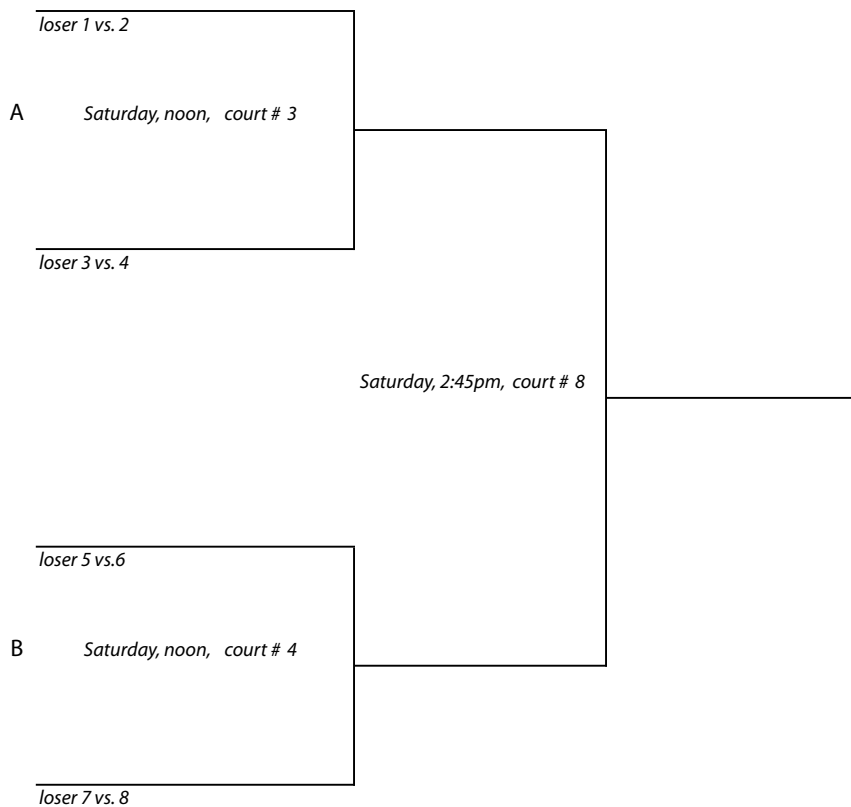 loser 1 vs. 2
A Saturday, noon, court # 3
loser 3 vs. 4
Saturday, 2:45pm, court # 8
loser 5 vs.6
B Saturday, noon, court # 4
loser 7 vs. 8